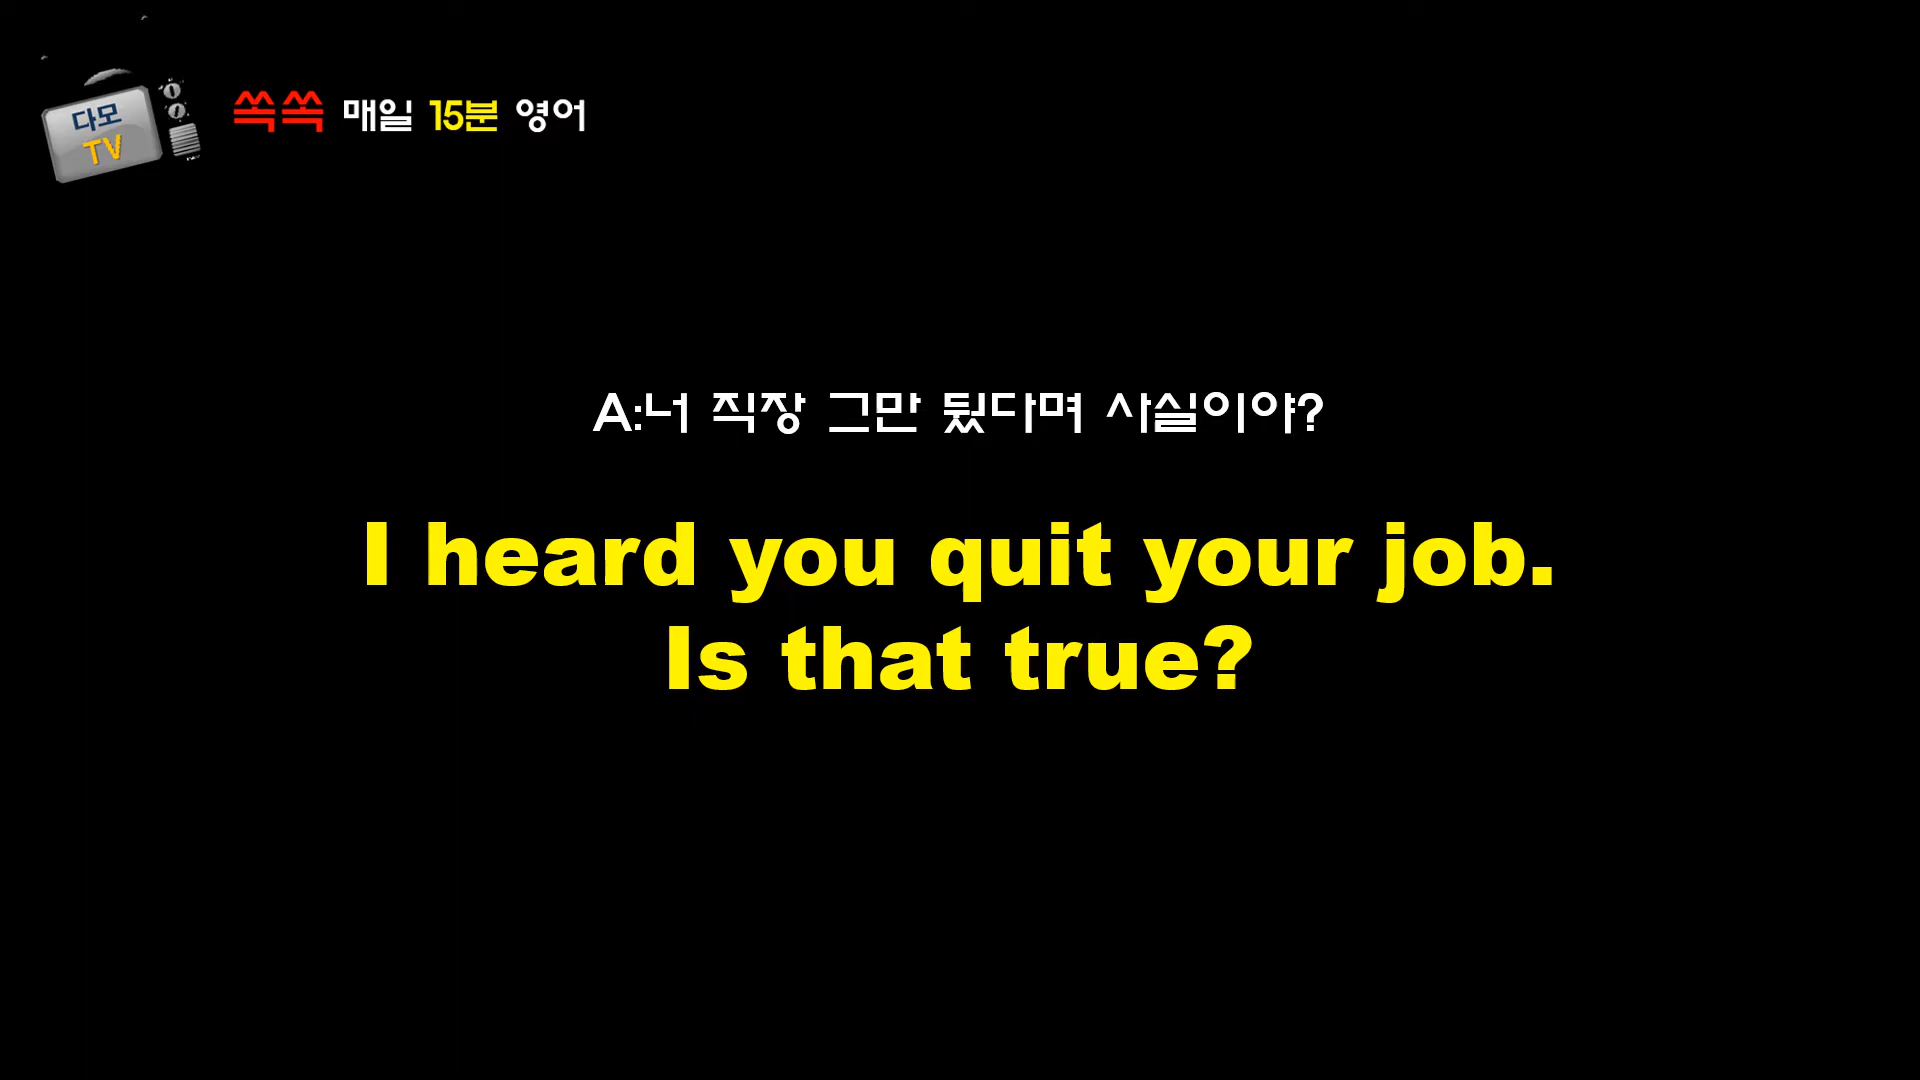 다모
TV
쏙쏙 매일 15분 영어
A:너 직장 그만 뒀다며 사실이야?
I heard you quit your job.
Is that true?